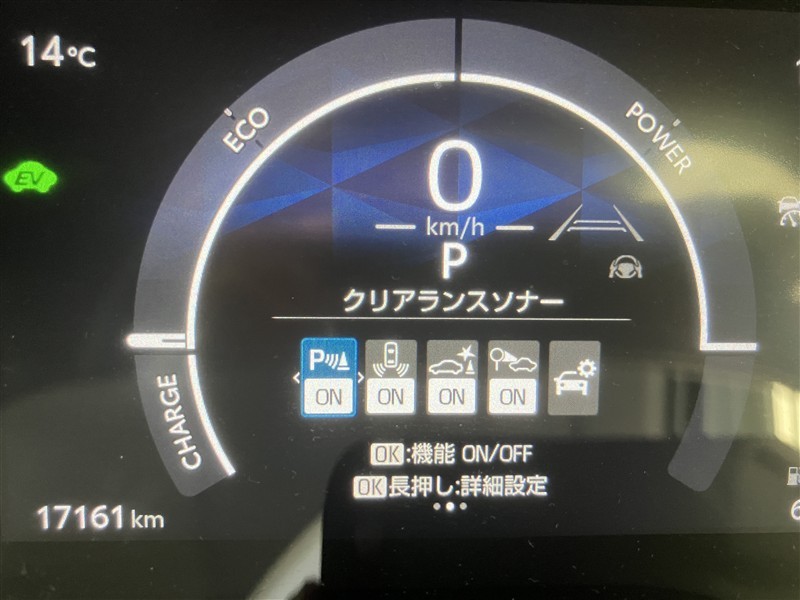 14℃
ECO
POWER
EV
0
km/h
P
クリアランスソナー
P
ON ON ON ON
CHARGE
OK:機能 ON/OFF
OK長押し:詳細設定
17161km